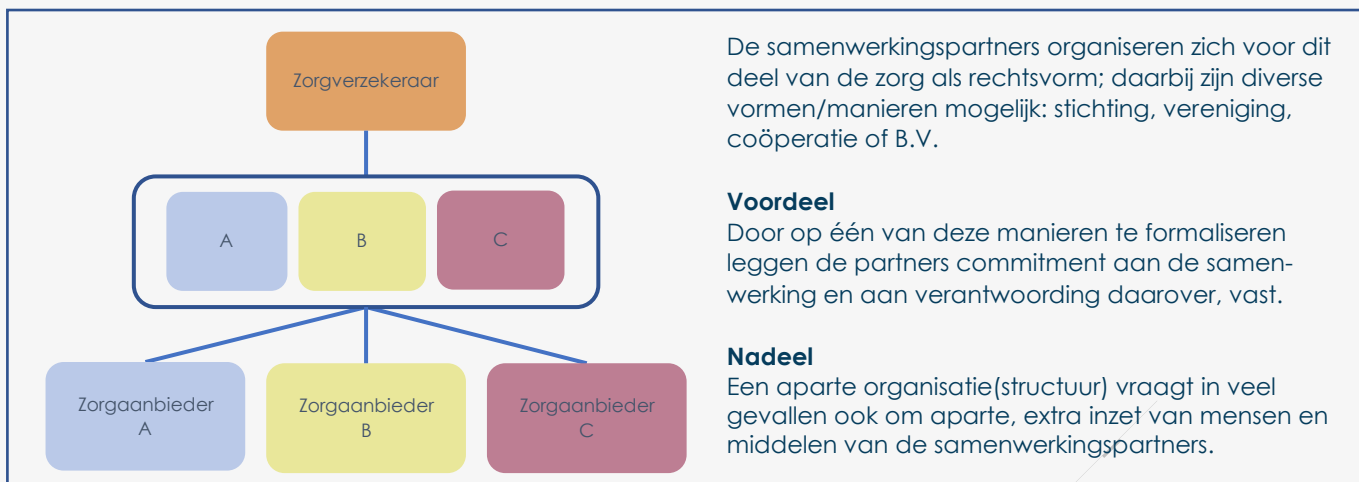 Zorgverzekeraar
A
B
C
Zorgaanbieder
A
Zorgaanbieder
B
Zorgaanbieder
C
De samenwerkingspartners organiseren zich voor dit
deel van de zorg als rechtsvorm; daarbij zijn diverse
vormen/manieren mogelijk: stichting, vereniging,
coöperatie of B.V.
Voordeel
Door op één van deze manieren te formaliseren
leggen de partners commitment aan de samen-
werking en aan verantwoording daarover, vast.
Nadeel
Een aparte organisatie(structuur) vraagt in veel
gevallen ook om aparte, extra inzet van mensen en
middelen van de samenwerkingspartners.